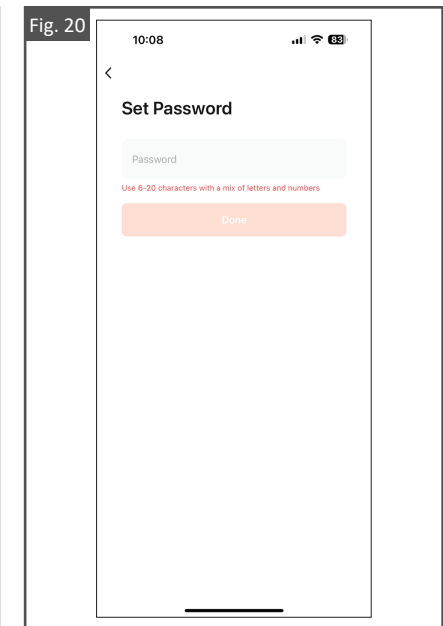 Fig. 20
10:08
83
Set Password
Password
Use 6-20 characters with a mix of letters and numbers
Done